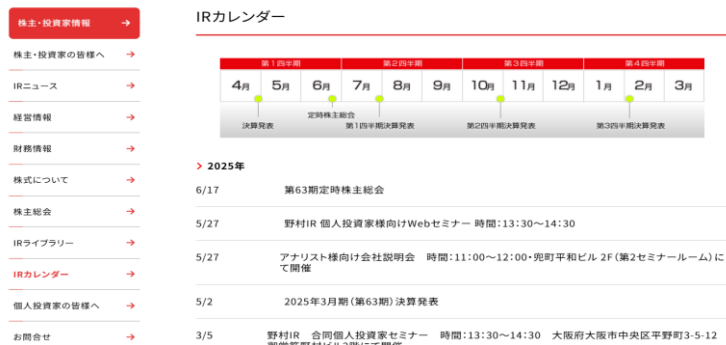 株主・投資家情報
株主・投資家の皆様へ
IRニュース
経営情報
財務情報
株式について
株主総会
IRライブラリー
IRカレンダー
個人投資家の皆様へ
お問合せ
IRカレンダー
第1四半期 第2四半期 第3四半期 第4四半期
4月 5月 6月 7月 8月 9月 10月 11月 12月 1月 2月 3月
定時株主総会
決算発表 第1四半期決算発表 第2四半期決算発表 第3四半期決算発表
2025年
6/17 第63期定時株主総会
5/27 野村IR 個人投資家様向けWebセミナー 時間:13:30〜14:30
5/27 アナリスト様向け会社説明会 時間:11:00〜12:00・兜町平和ビル 2F(第2セミナールーム)に
て開催
5/2 2025年3月期(第63期)決算発表
3/5 野村IR 合同個人投資家セミナー 時間:13:30〜14:30 大阪府大阪市中央区平野町3-5-12